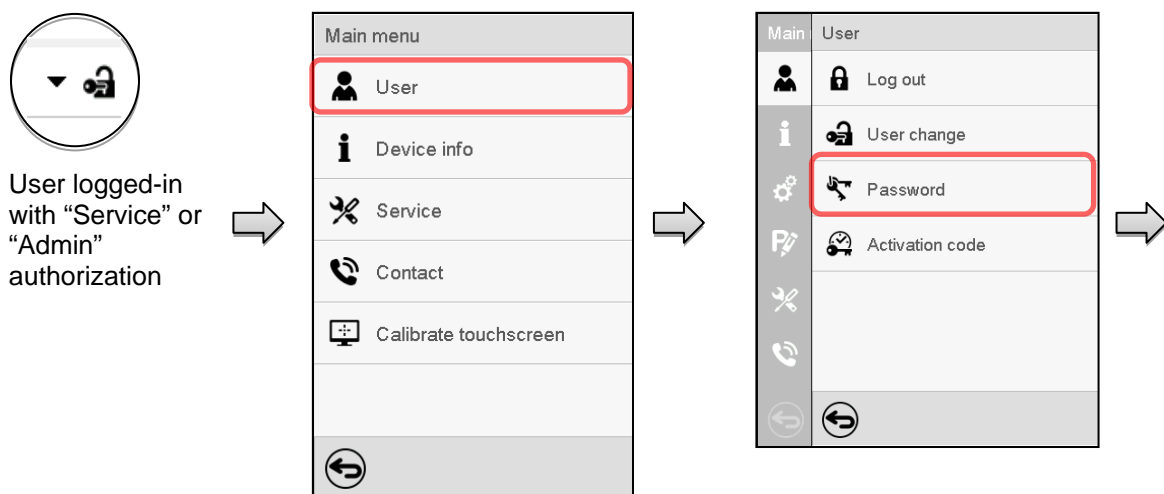 User logged-in
with “Service” or
“Admin”
authorization
Main menu
User
Device info
Service
Contact
Calibrate touchscreen
Main
User
Log out
User change
Password
Activation code